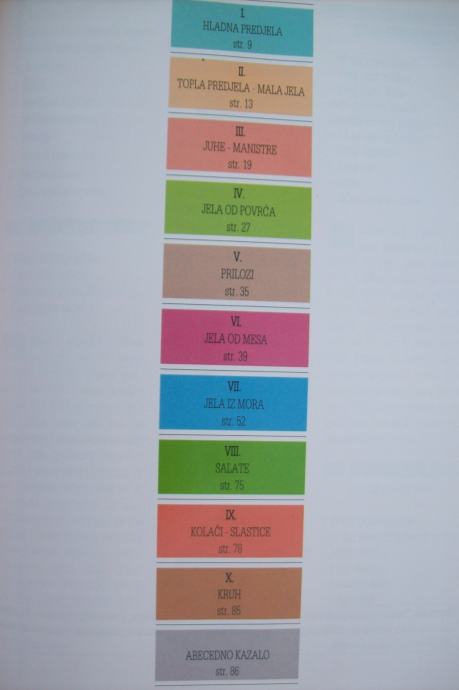 I.
HLADNA PREDJELA
str. 9
II.
TOPLA PREDJELA - MALA JELA
str. 13
III.
JUHE - MANISTRE
str. 19
IV.
JELA OD POVRĆA
str. 27
V.
PRILOZI
str. 35
VI.
JELA OD MESA
str. 39
VII.
JELA IZ MORA
str. 52
VIII.
SALATE
str. 75
IX.
KOLAČI - SLASTICE
str. 78
X.
KRUH
str. 85
ABECEDNO KAZALO
str. 86